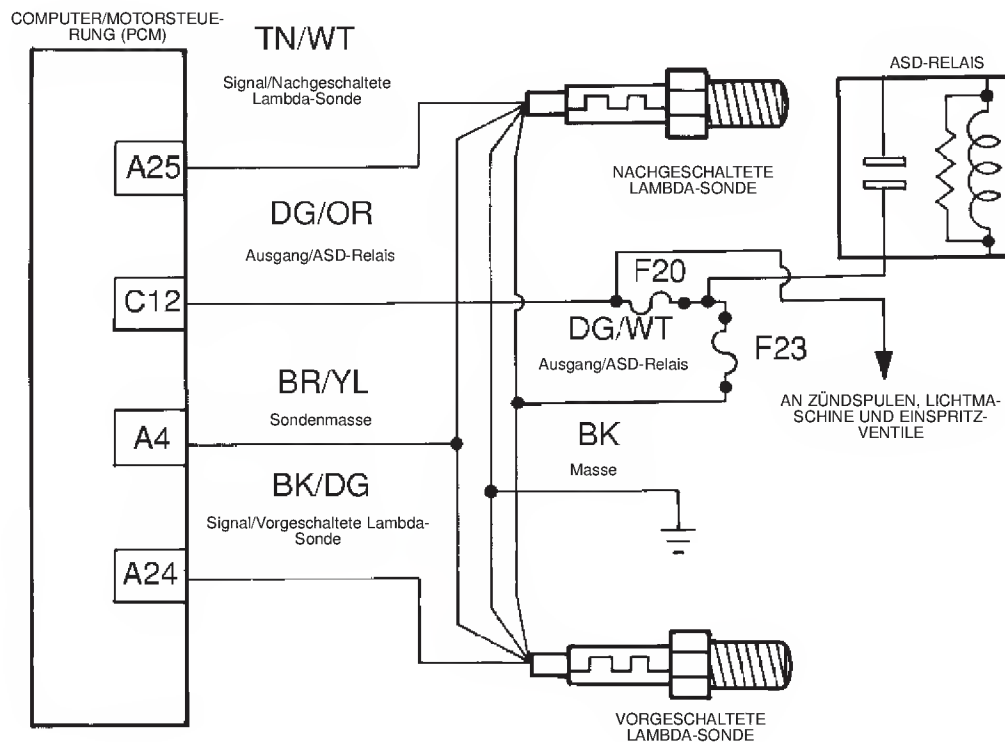 COMPUTER/MOTORSTEUE-
RUNG (PCM)
TN/WT
Signal/Nachgeschaltete
Lambda-Sonde
ASD-RELAIS
A25
NACHGESCHALTETE
LAMBDA-SONDE
DG/OR
Ausgang/ASD-Relais
F20
C12
DG/WT
Ausgang/ASD-Relais
F23
BR/YL
Sondenmasse
AN ZÜNDSPULEN, LICHTMA-
SCHINE UND EINSPRITZ-
VENTILE
A4
BK
Masse
BK/DG
Signal/Vorgeschaltete Lambda-
Sonde
A24
VORGESCHALTETE
LAMBDA-SONDE